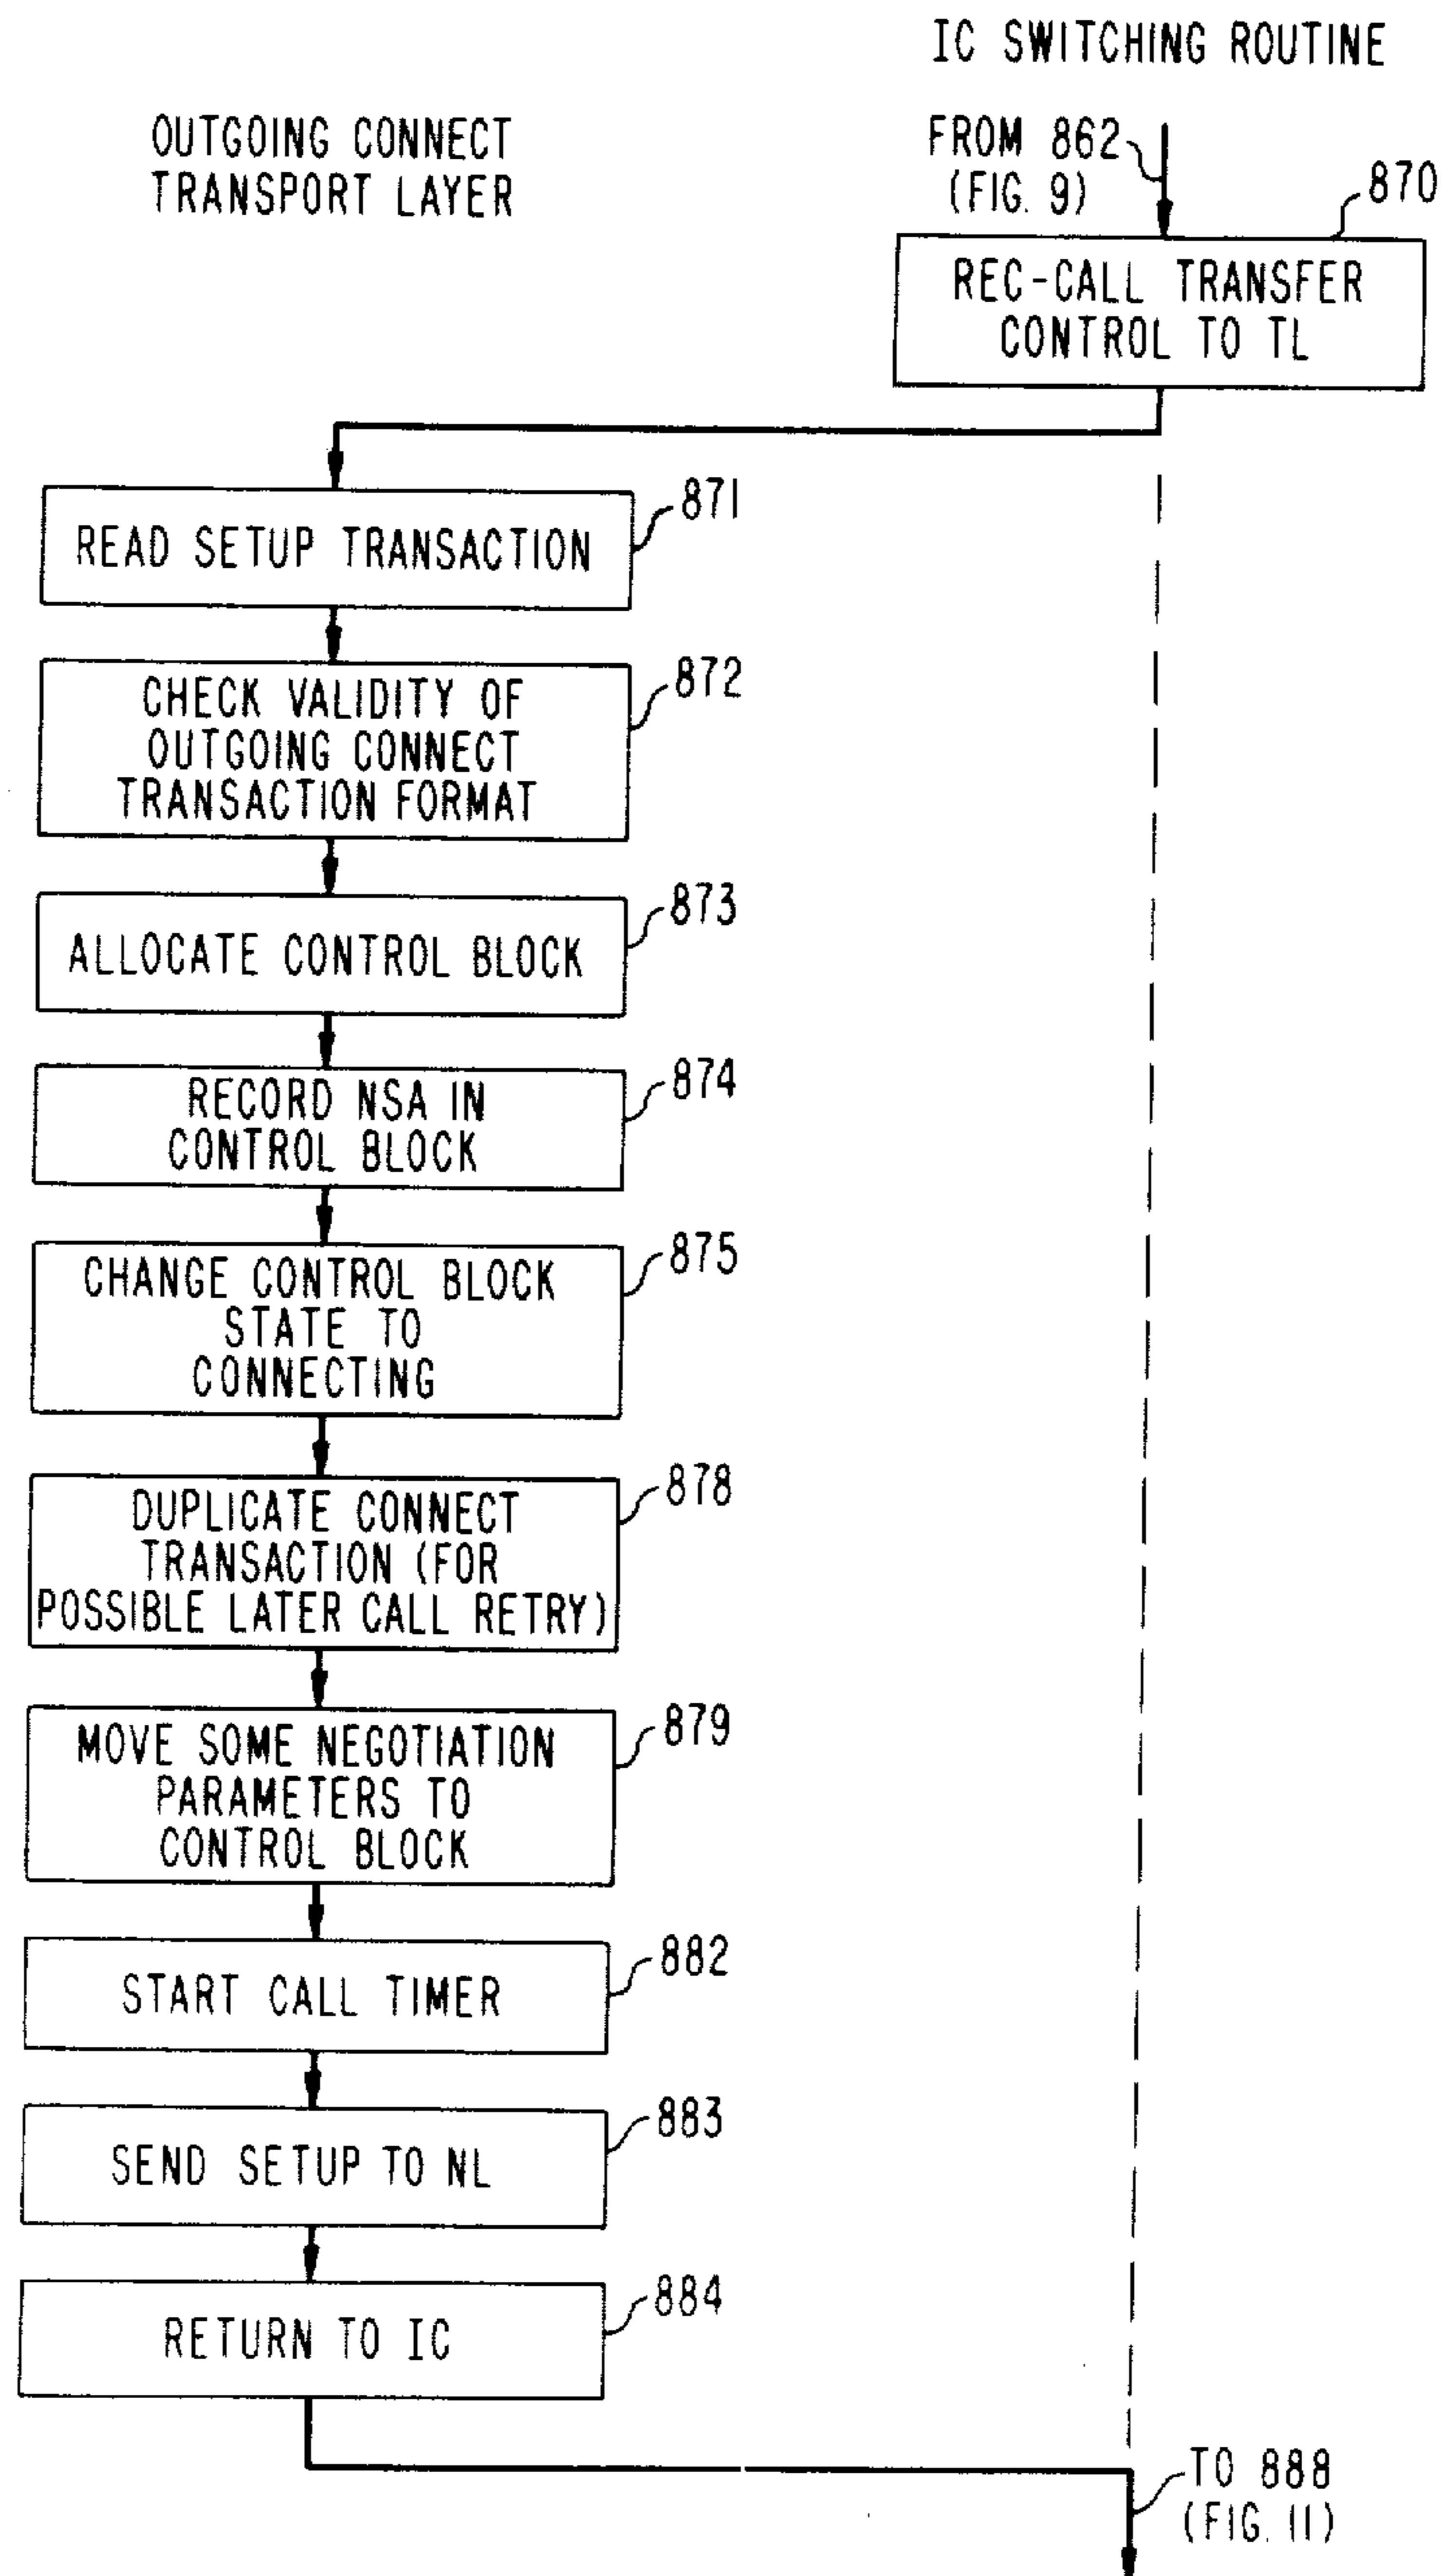 IC SWITCHING ROUTINE
OUTGOING CONNECT
TRANSPORT LAYER
FROM 862
(FIG. 9)
870
REC-CALL TRANSFER
CONTROL TO TL
871
READ SETUP TRANSACTION
872
CHECK VALIDITY OF
OUTGOING CONNECT
TRANSACTION FORMAT
873
ALLOCATE CONTROL BLOCK
874
RECORD NSA IN
CONTROL BLOCK
875
CHANGE CONTROL BLOCK
STATE TO
CONNECTING
878
DUPLICATE CONNECT
TRANSACTION (FOR
POSSIBLE LATER CALL RETRY)
879
MOVE SOME NEGOTIATION
PARAMETERS TO
CONTROL BLOCK
882
START CALL TIMER
883
SEND SETUP TO NL
884
RETURN TO IC
TO 888
(FIG. 11)